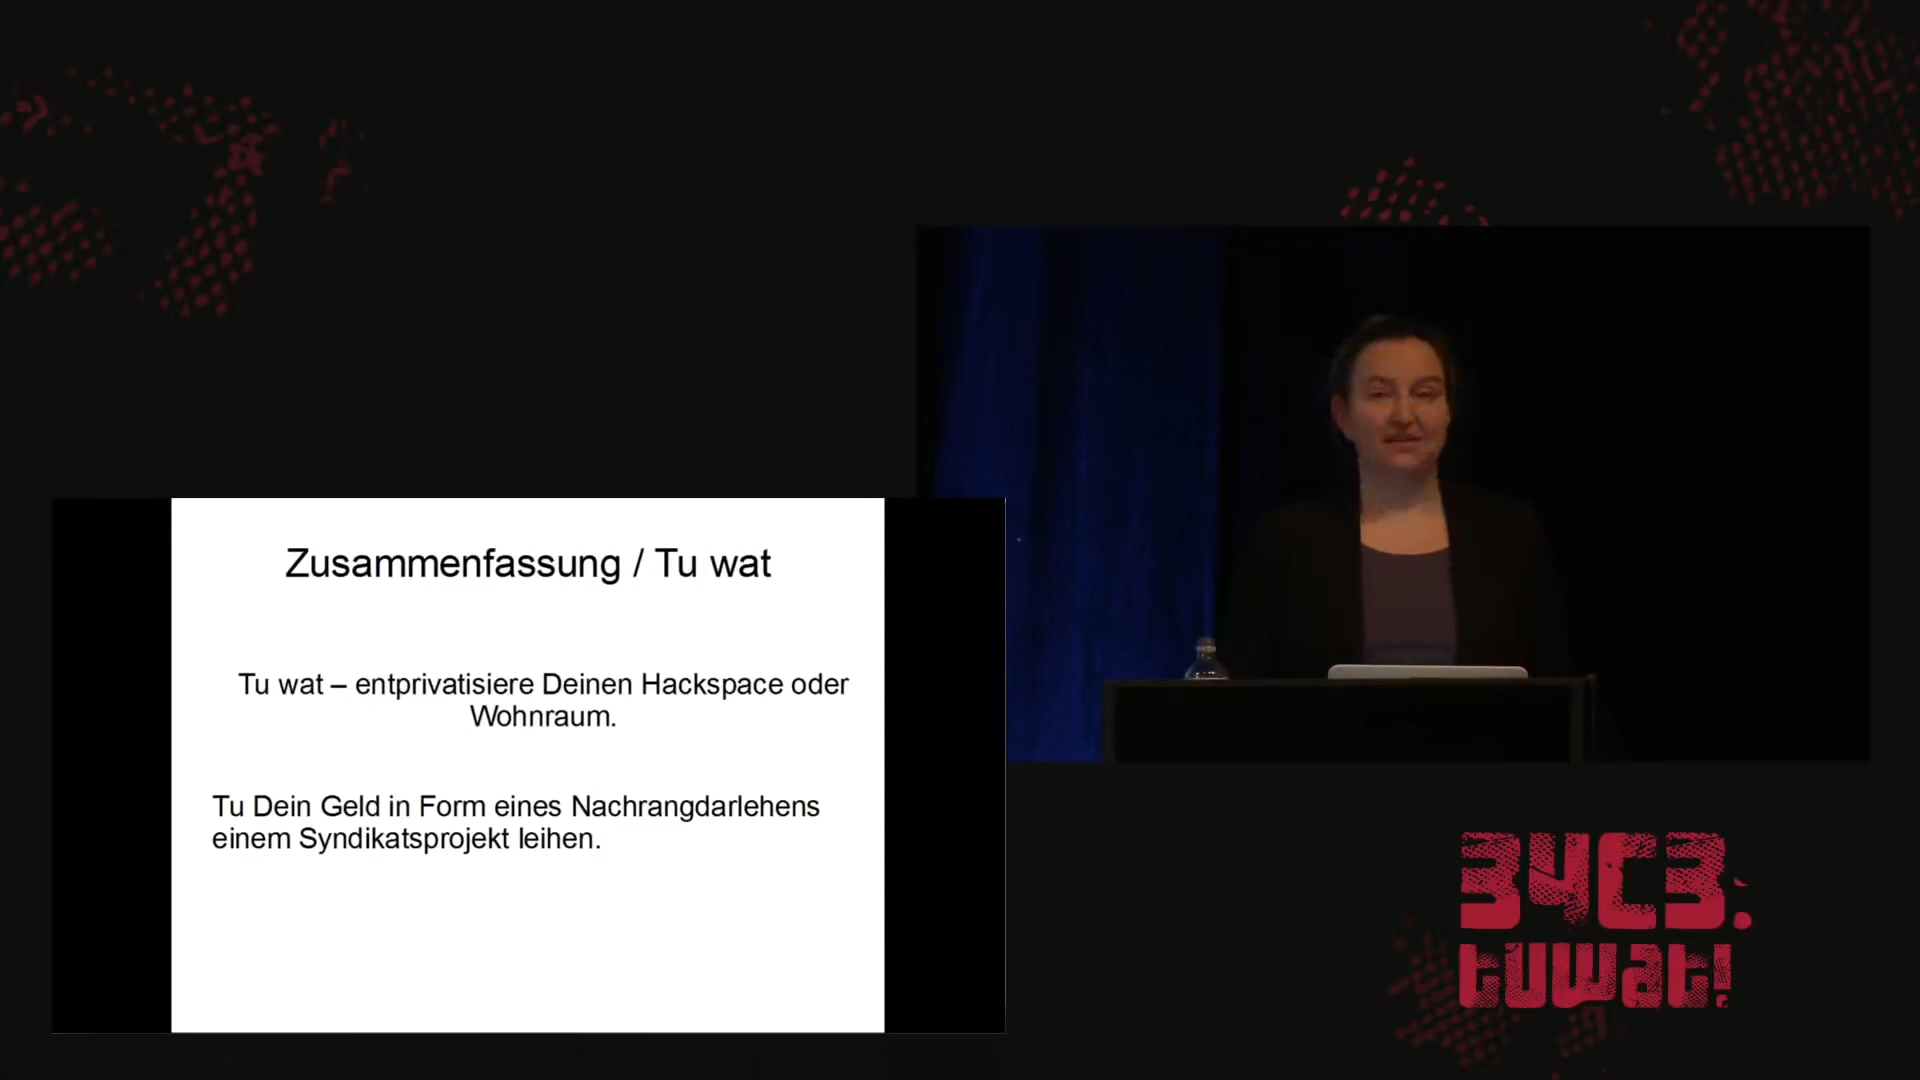 Zusammenfassung / Tu wat
Tu wat – entprivatisiere Deinen Hackspace oder
Wohnraum.
Tu Dein Geld in Form eines Nachrangdarlehens
einem Syndikatsprojekt leihen.
34C3.
tuwat!